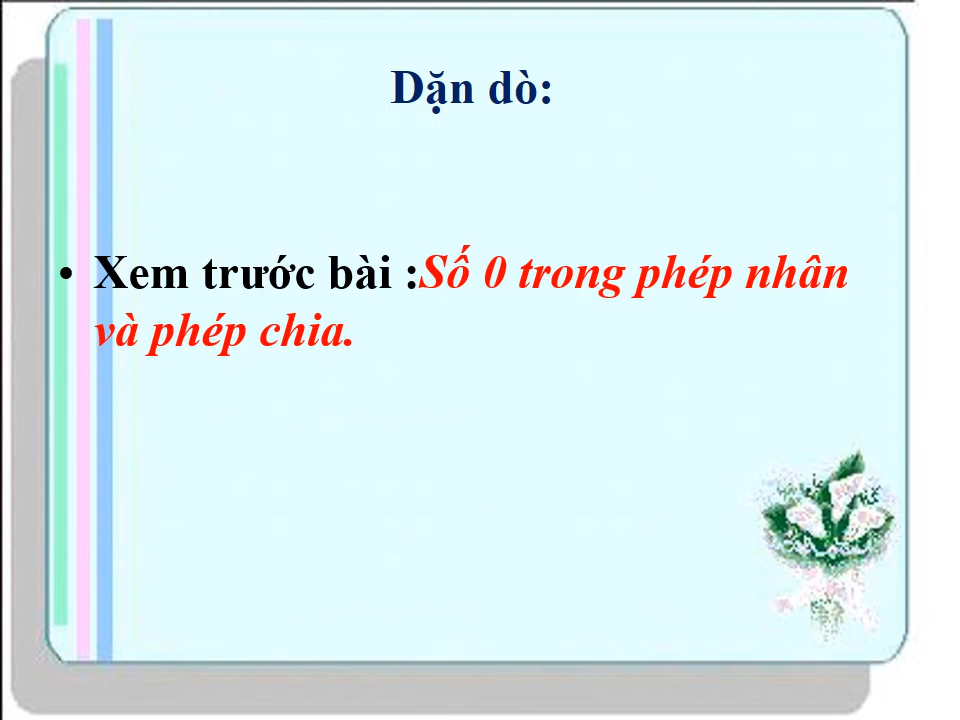 Dặn dò:
• Xem trước bài :Số 0 trong phép nhân
và phép chia.